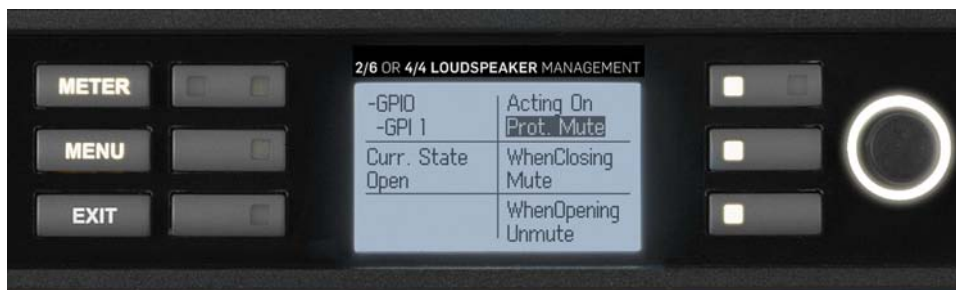 2/6 OR 4/4 LOUDSPEAKER MANAGEMENT
METER
MENU
EXIT
-GPIO
-GPI 1
Curr. State
Open
Acting On
Prot. Mute
WhenClosing
Mute
WhenOpening
Unmute